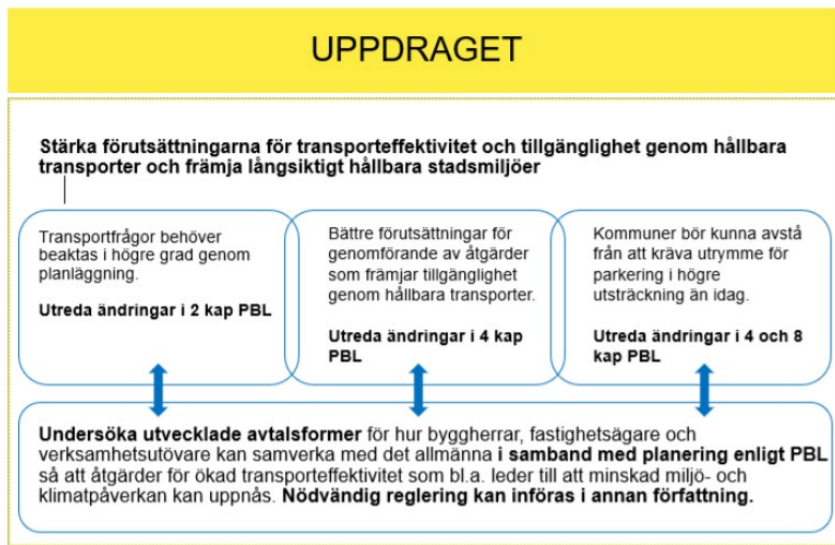 UPPDRAGET
Stärka förutsättningarna för transporteffektivitet och tillgänglighet genom hållbara
transporter och främja långsiktigt hållbara stadsmiljöer
Transportfrågor behöver
beaktas i högre grad genom
planläggning.
Utreda ändringar i 2 kap PBL
Bättre förutsättningar för
genomförande av åtgärder
som främjar tillgänglighet
genom hållbara transporter.
Utreda ändringar i 4 kap
PBL
Kommuner bör kunna avstå
från att kräva utrymme för
parkering i högre
utsträckning än idag.
Utreda ändringar i 4 och 8
kap PBL
Undersöka utvecklade avtalsformer för hur byggherrar, fastighetsägare och
verksamhetsutövare kan samverka med det allmänna i samband med planering enligt PBL
så att åtgärder för ökad transporteffektivitet som bl.a. leder till att minskad miljö- och
klimatpåverkan kan uppnås. Nödvändig reglering kan införas i annan författning.